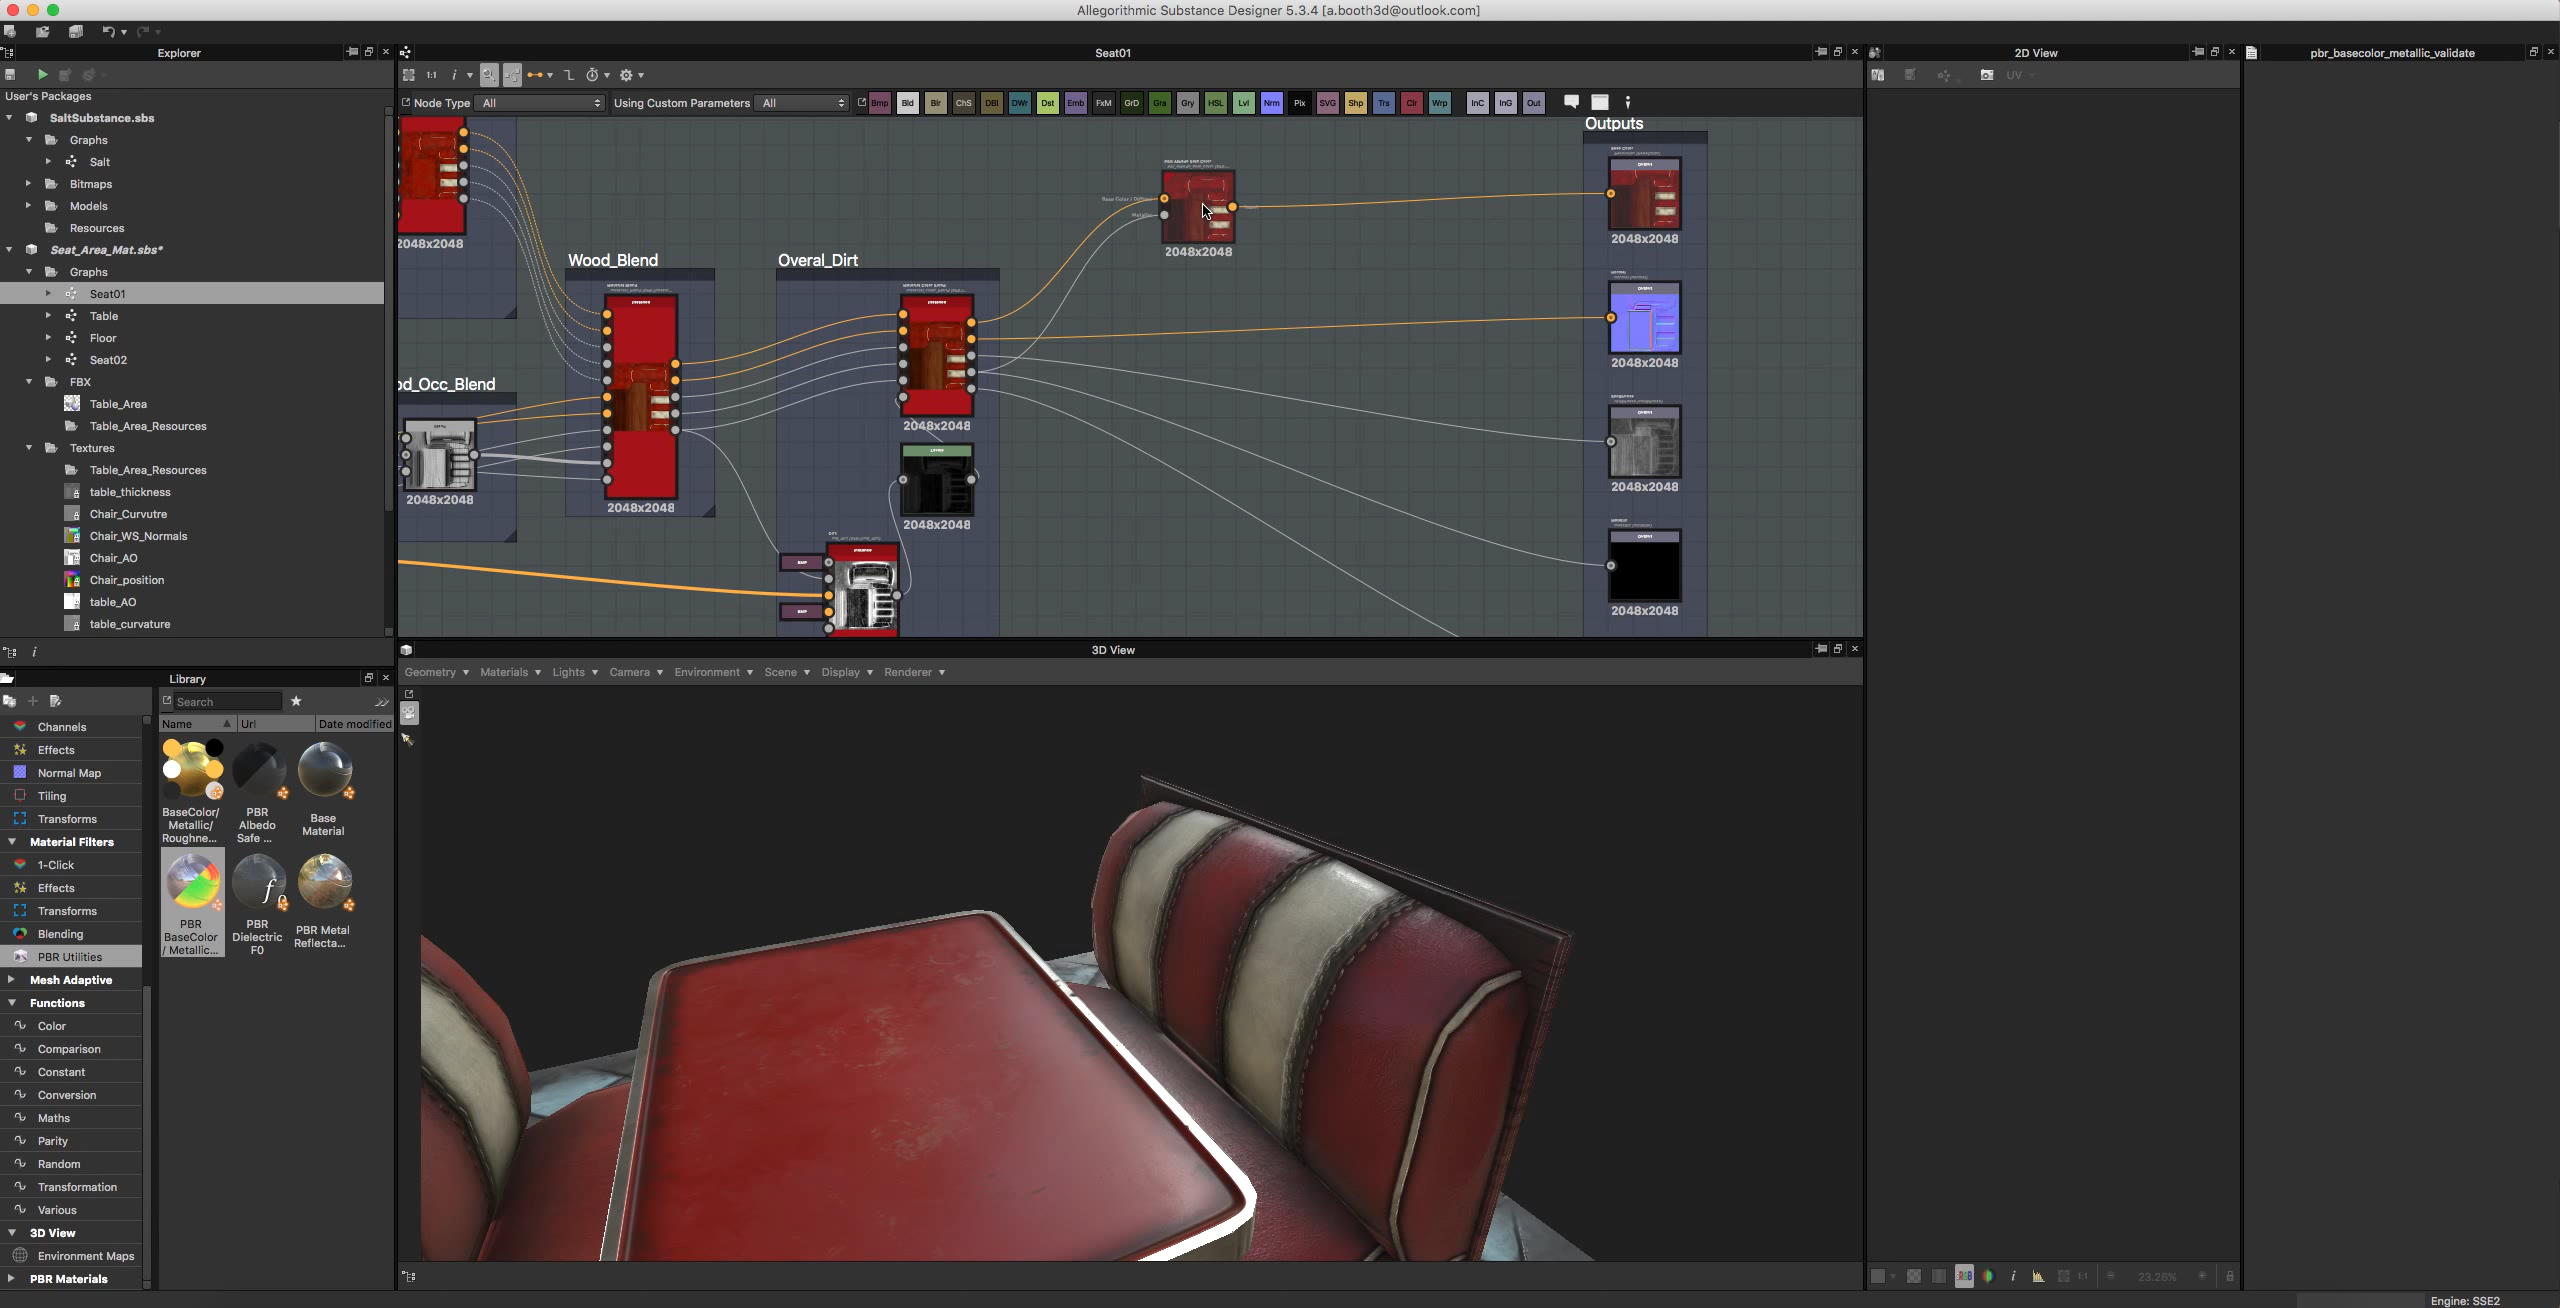 Allegorithmic Substance Designer 5.3.4 [a.booth3d@outlook.com]
Explorer
User's Packages
SaltSubstance.sbs
Graphs
Salt
Bitmaps
Models
Resources
Seat_Area_Mat.sbs*
Graphs
Seat01
Table
Floor
Seat02
FBX
Table_Area
Table_Area_Resources
Textures
Table_Area_Resources
table_thickness
Chair_Curvutre
Chair_WS_Normals
Chair_AO
Chair_position
table_AO
table_curvature
Library
Search
Name Url Date modified
Channels
Effects
Normal Map
Tiling
Transforms
Material Filters
1-Click
Effects
Transforms
Blending
PBR Utilities
Mesh Adaptive
Functions
Color
Comparison
Constant
Conversion
Maths
Parity
Random
Transformation
Various
3D View
Environment Maps
PBR Materials
BaseColor/
Metallic/
Roughne...
PBR
Albedo
Safe ...
Base
Material
PBR
BaseColor
/ Metallic...
PBR
Dielectric
F0
PBR Metal
Reflecta...
Seat01
1:1
Node Type All Using Custom Parameters All
Bmp Bld Blr ChS DBl DWr Dst Emb FxM GrD Gra Gry HSL Lvl Nrm Pix SVG Shp Trs Clr Wrp InC InG Out
2048x2048
od_Occ_Blend
2048x2048
Wood_Blend
2048x2048
Overal_Dirt
2048x2048
2048x2048
2048x2048
Outputs
2048x2048
2048x2048
2048x2048
2048x2048
3D View
Geometry Materials Lights Camera Environment Scene Display Renderer
2D View
UV
23.26%
pbr_basecolor_metallic_validate
Engine: SSE2